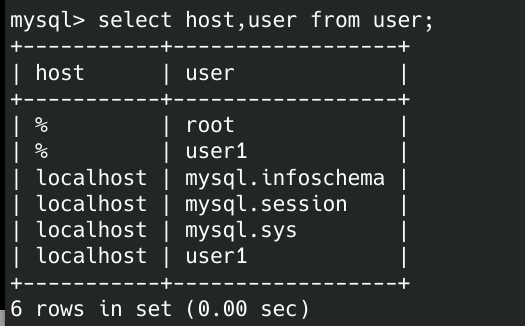 mysql> select host,user from user;
+-----------+------------------+
| host      | user             |
+-----------+------------------+
| %         | root             |
| %         | user1            |
| localhost | mysql.infoschema |
| localhost | mysql.session    |
| localhost | mysql.sys        |
| localhost | user1            |
+-----------+------------------+
6 rows in set (0.00 sec)